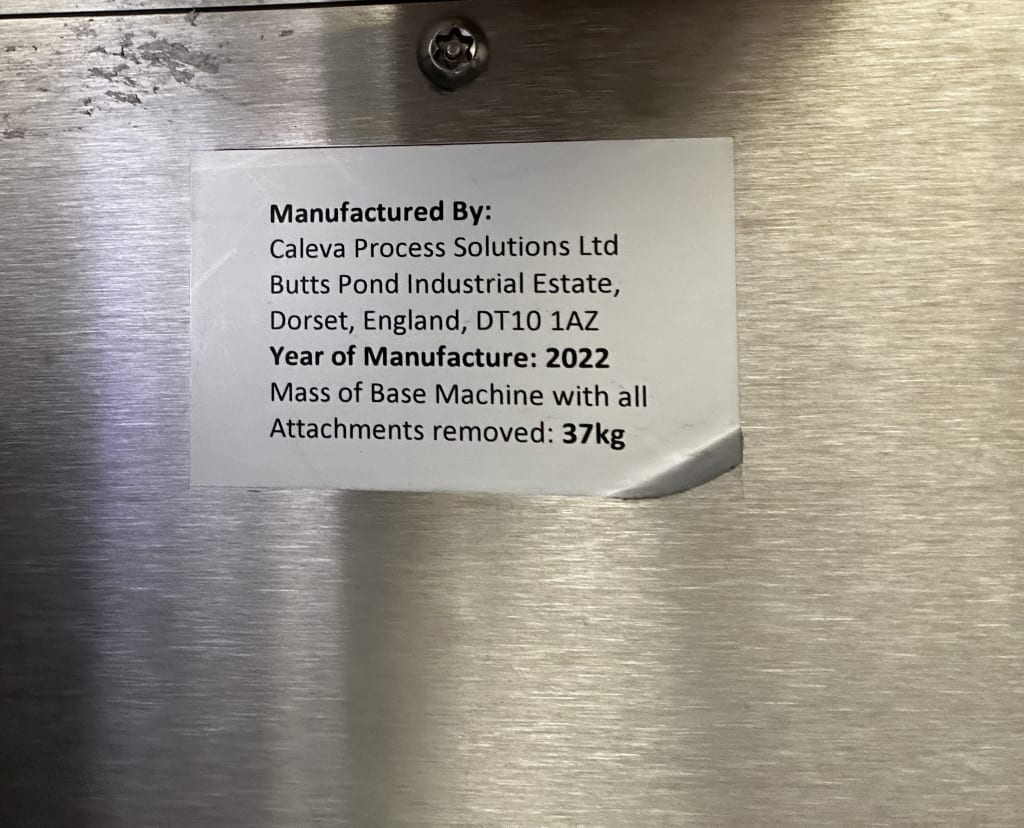 Manufactured By:
Caleva Process Solutions Ltd
Butts Pond Industrial Estate,
Dorset, England, DT10 1AZ
Year of Manufacture: 2022
Mass of Base Machine with all
Attachments removed: 37kg